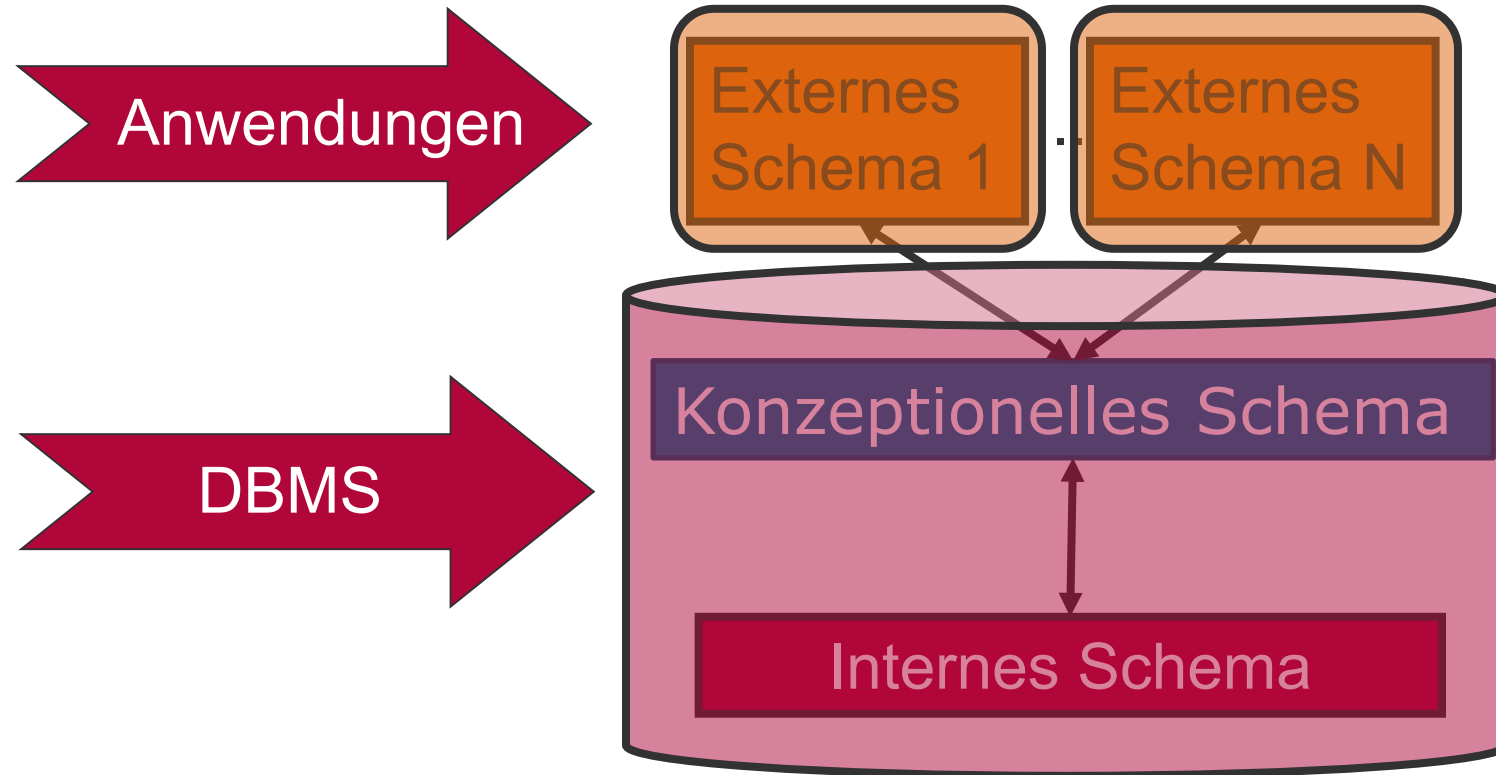 Anwendungen
Externes
Schema 1
...
Externes
Schema N
DBMS
Konzeptionelles Schema
Internes Schema